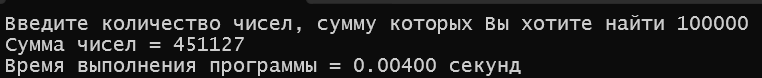 Введите количество чисел, сумму которых Вы хотите найти 100000
Сумма чисел = 451127
Время выполнения программы = 0.00400 секунд